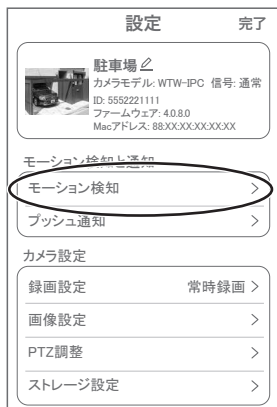 設定 完了
駐車場
カメラモデル: WTW-IPC 信号: 通常
ID: 5552221111
ファームウェア: 4.0.8.0
Macアドレス: 88:XX:XX:XX:XX:XX
モーション検知と通知
モーション検知
プッシュ通知
カメラ設定
録画設定 常時録画
画像設定
PTZ調整
ストレージ設定